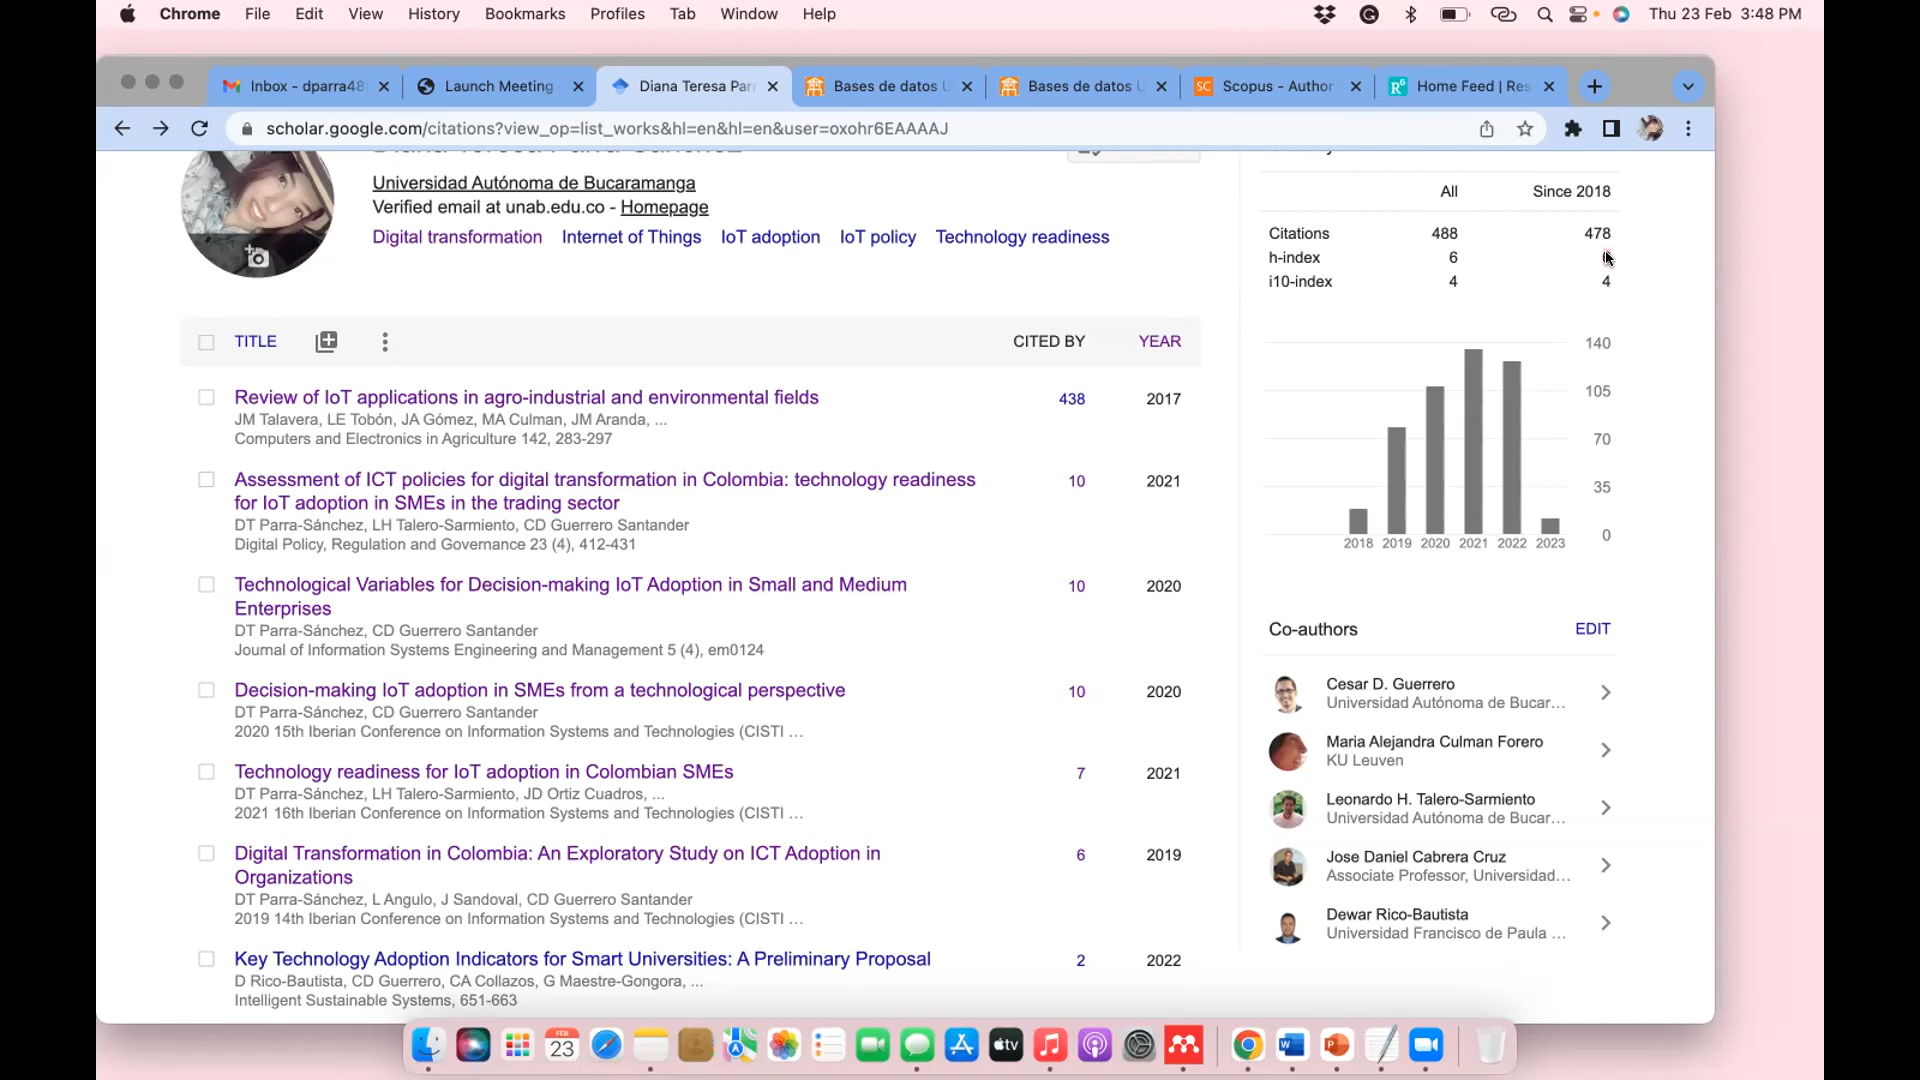 Chrome File Edit View History Bookmarks Profiles Tab Window Help Thu 23 Feb 3:48 PM
Inbox - dparra48 Launch Meeting Diana Teresa Par Bases de datos U Bases de datos U Scopus - Author Home Feed | Res
scholar.google.com/citations?view_op=list_works&hl=en&hl=en&user=oxohr6EAAAAJ
Universidad Autónoma de Bucaramanga
Verified email at unab.edu.co - Homepage
Digital transformation Internet of Things IoT adoption IoT policy Technology readiness
TITLE CITED BY YEAR
Review of IoT applications in agro-industrial and environmental fields 438 2017
JM Talavera, LE Tobón, JA Gómez, MA Culman, JM Aranda, ...
Computers and Electronics in Agriculture 142, 283-297
Assessment of ICT policies for digital transformation in Colombia: technology readiness 10 2021
for IoT adoption in SMEs in the trading sector
DT Parra-Sánchez, LH Talero-Sarmiento, CD Guerrero Santander
Digital Policy, Regulation and Governance 23 (4), 412-431
Technological Variables for Decision-making IoT Adoption in Small and Medium 10 2020
Enterprises
DT Parra-Sánchez, CD Guerrero Santander
Journal of Information Systems Engineering and Management 5 (4), em0124
Decision-making IoT adoption in SMEs from a technological perspective 10 2020
DT Parra-Sánchez, CD Guerrero Santander
2020 15th Iberian Conference on Information Systems and Technologies (CISTI ...
Technology readiness for IoT adoption in Colombian SMEs 7 2021
DT Parra-Sánchez, LH Talero-Sarmiento, JD Ortiz Cuadros, ...
2021 16th Iberian Conference on Information Systems and Technologies (CISTI ...
Digital Transformation in Colombia: An Exploratory Study on ICT Adoption in 6 2019
Organizations
DT Parra-Sánchez, L Angulo, J Sandoval, CD Guerrero Santander
2019 14th Iberian Conference on Information Systems and Technologies (CISTI ...
Key Technology Adoption Indicators for Smart Universities: A Preliminary Proposal 2 2022
D Rico-Bautista, CD Guerrero, CA Collazos, G Maestre-Gongora, ...
Intelligent Sustainable Systems, 651-663
All Since 2018
Citations 488 478
h-index 6
i10-index 4 4
140
105
70
35
0
2018 2019 2020 2021 2022 2023
Co-authors EDIT
Cesar D. Guerrero
Universidad Autónoma de Bucar...
Maria Alejandra Culman Forero
KU Leuven
Leonardo H. Talero-Sarmiento
Universidad Autónoma de Bucar...
Jose Daniel Cabrera Cruz
Associate Professor, Universidad...
Dewar Rico-Bautista
Universidad Francisco de Paula ...
FEB
23
tv